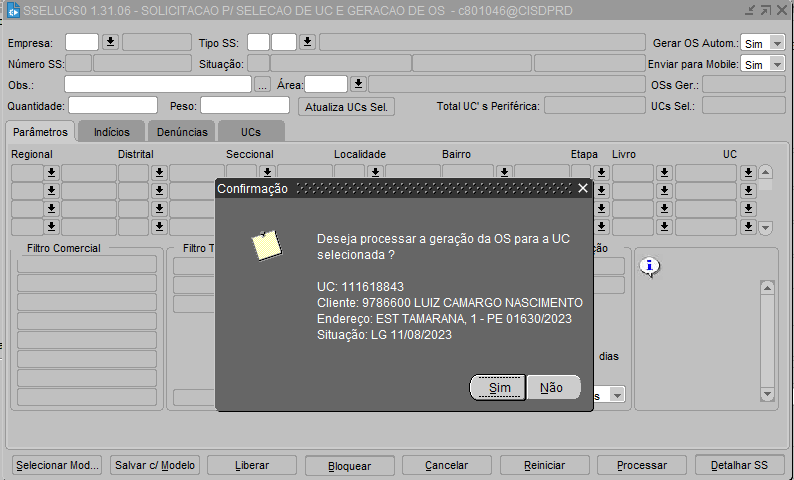 SSELUCS0 1.31.06 - SOLICITACAO P/ SELECAO DE UC E GERACAO DE OS - c801046@CISDPRD
Empresa: Tipo SS: Gerar OS Autom.: Sim
Número SS: Situação: Enviar para Mobile: Sim
Obs.: ... Área: OSs Ger.:
Quantidade: Peso: Atualiza UCs Sel. Total UC' s Periférica: UCs Sel.:
Parâmetros Indícios Denúncias UCs
Regional Distrital Seccional Localidade Bairro Etapa Livro UC
Confirmação
Filtro Comercial Filtro T ção
Deseja processar a geração da OS para a UC
selecionada ?
UC: 111618843
Cliente: 9786600 LUIZ CAMARGO NASCIMENTO
Endereço: EST TAMARANA, 1 - PE 01630/2023
Situação: LG 11/08/2023
dias
Sim Não
s
Selecionar Mod... Salvar c/ Modelo Liberar Bloquear Cancelar Reiniciar Processar Detalhar SS